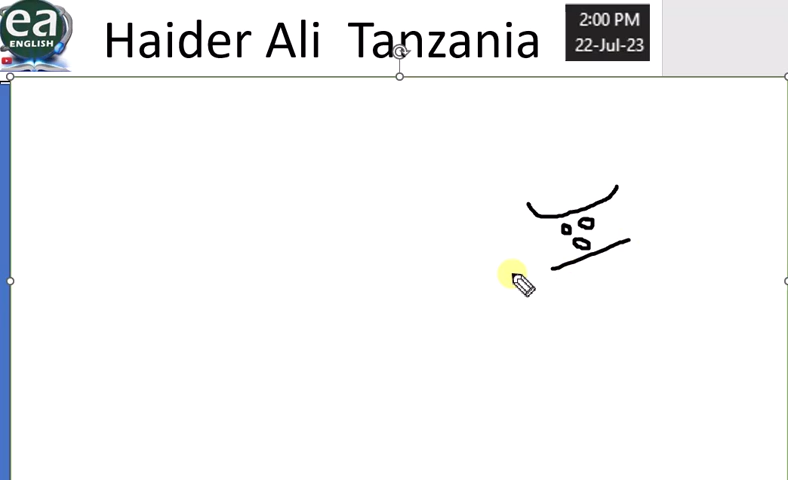 ea
ENGLISH
Haider Ali Tanzania
2:00 PM
22-Jul-23